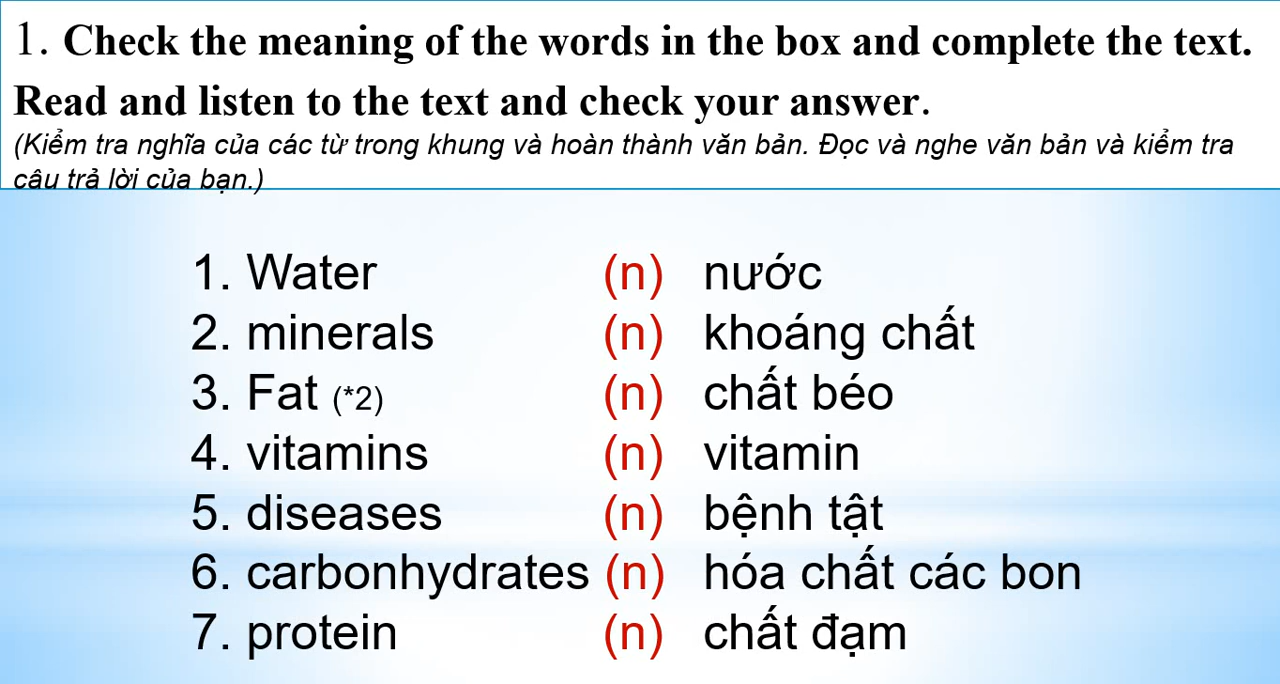 1. Check the meaning of the words in the box and complete the text.
Read and listen to the text and check your answer.
(Kiểm tra nghĩa của các từ trong khung và hoàn thành văn bản. Đọc và nghe văn bản và kiểm tra
câu trả lời của bạn.)
1. Water (n) nước
2. minerals (n) khoáng chất
3. Fat (*2) (n) chất béo
4. vitamins (n) vitamin
5. diseases (n) bệnh tật
6. carbonhydrates (n) hóa chất các bon
7. protein (n) chất đạm